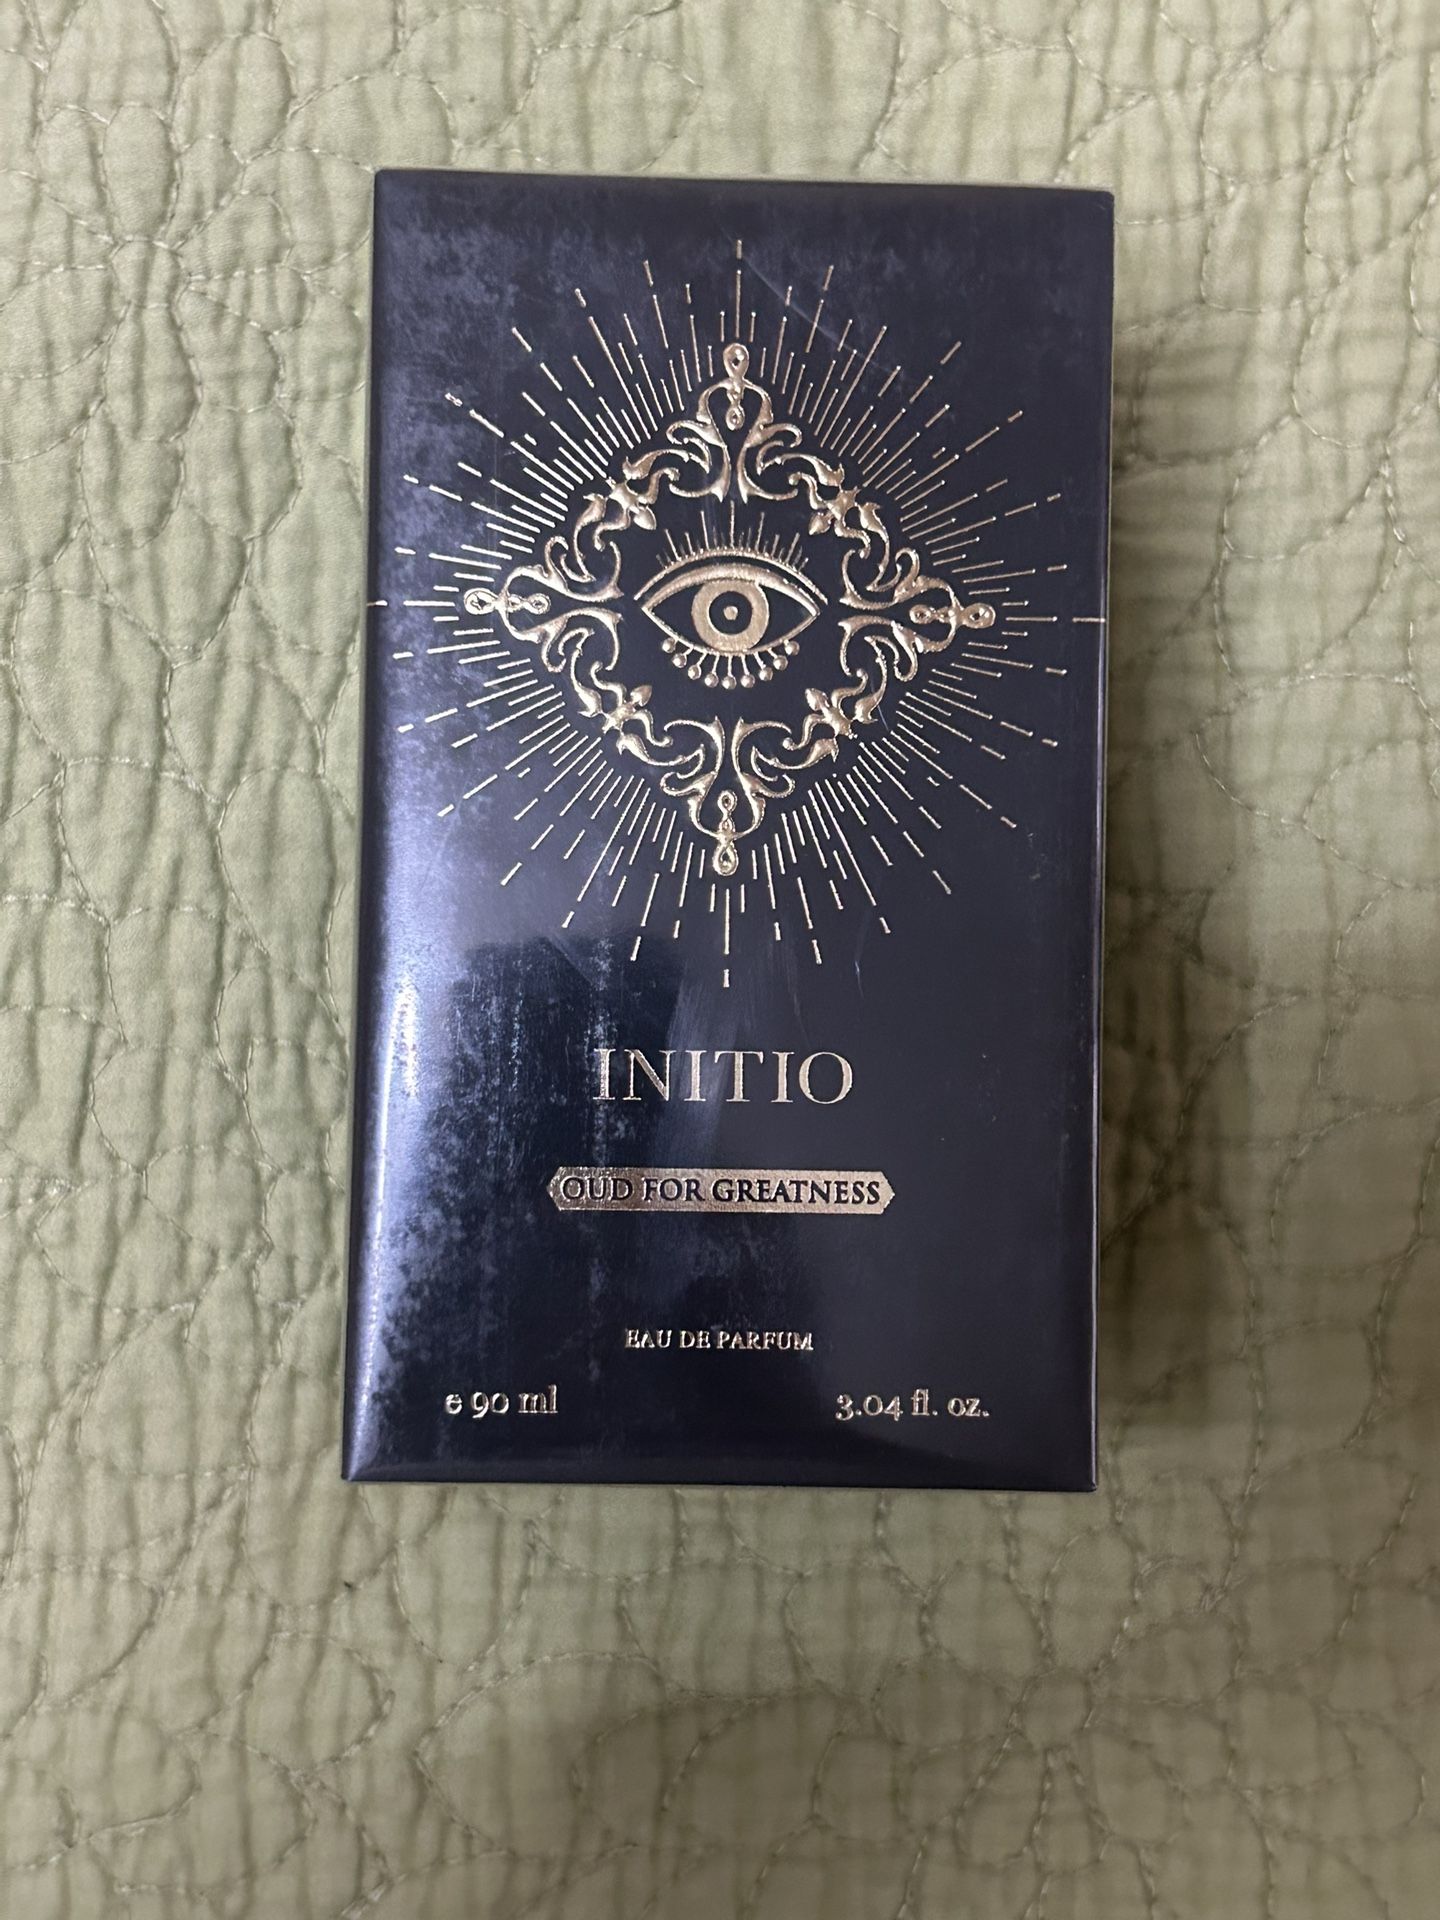 INITIO
OUD FOR GREATNESS
EAU DE PARFUM
e 90 ml
3.04 fl. oz.